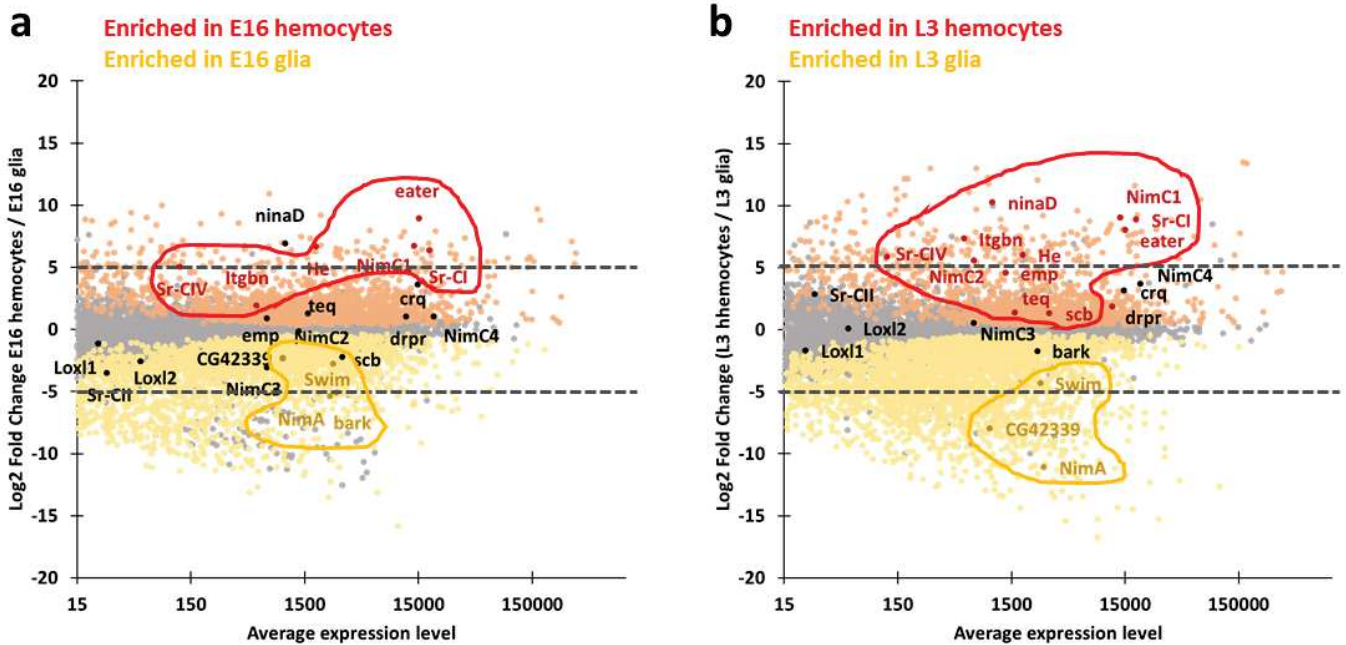 a
Enriched in E16 hemocytes
Enriched in E16 glia
Log2 Fold Change E16 hemocytes / E16 glia
20
15
10
5
0
-5
-10
-15
-20
eater
ninaD
He
NimC1
Itgbn
Sr-CIV
Sr-CI
crq
teq
emp
NimC2
drpr
NimC4
Loxl1
Loxl2
CG42339
scb
Sr-CII
NimC3
Swim
NimA
bark
15
150
1500
15000
150000
Average expression level
b
Enriched in L3 hemocytes
Enriched in L3 glia
Log2 Fold Change (L3 hhemocytes / L3 glia)
20
15
10
5
0
-5
-10
-15
-20
ninaD
NimC1
Sr-CI
eater
Itgbn
Sr-CIV
He
NimC2
emp
NimC4
Sr-CII
crq
teq
scb
drpr
Loxl2
NimC3
Loxl1
bark
Swim
CG42339
NimA
15
150
1500
15000
150000
Average expression level